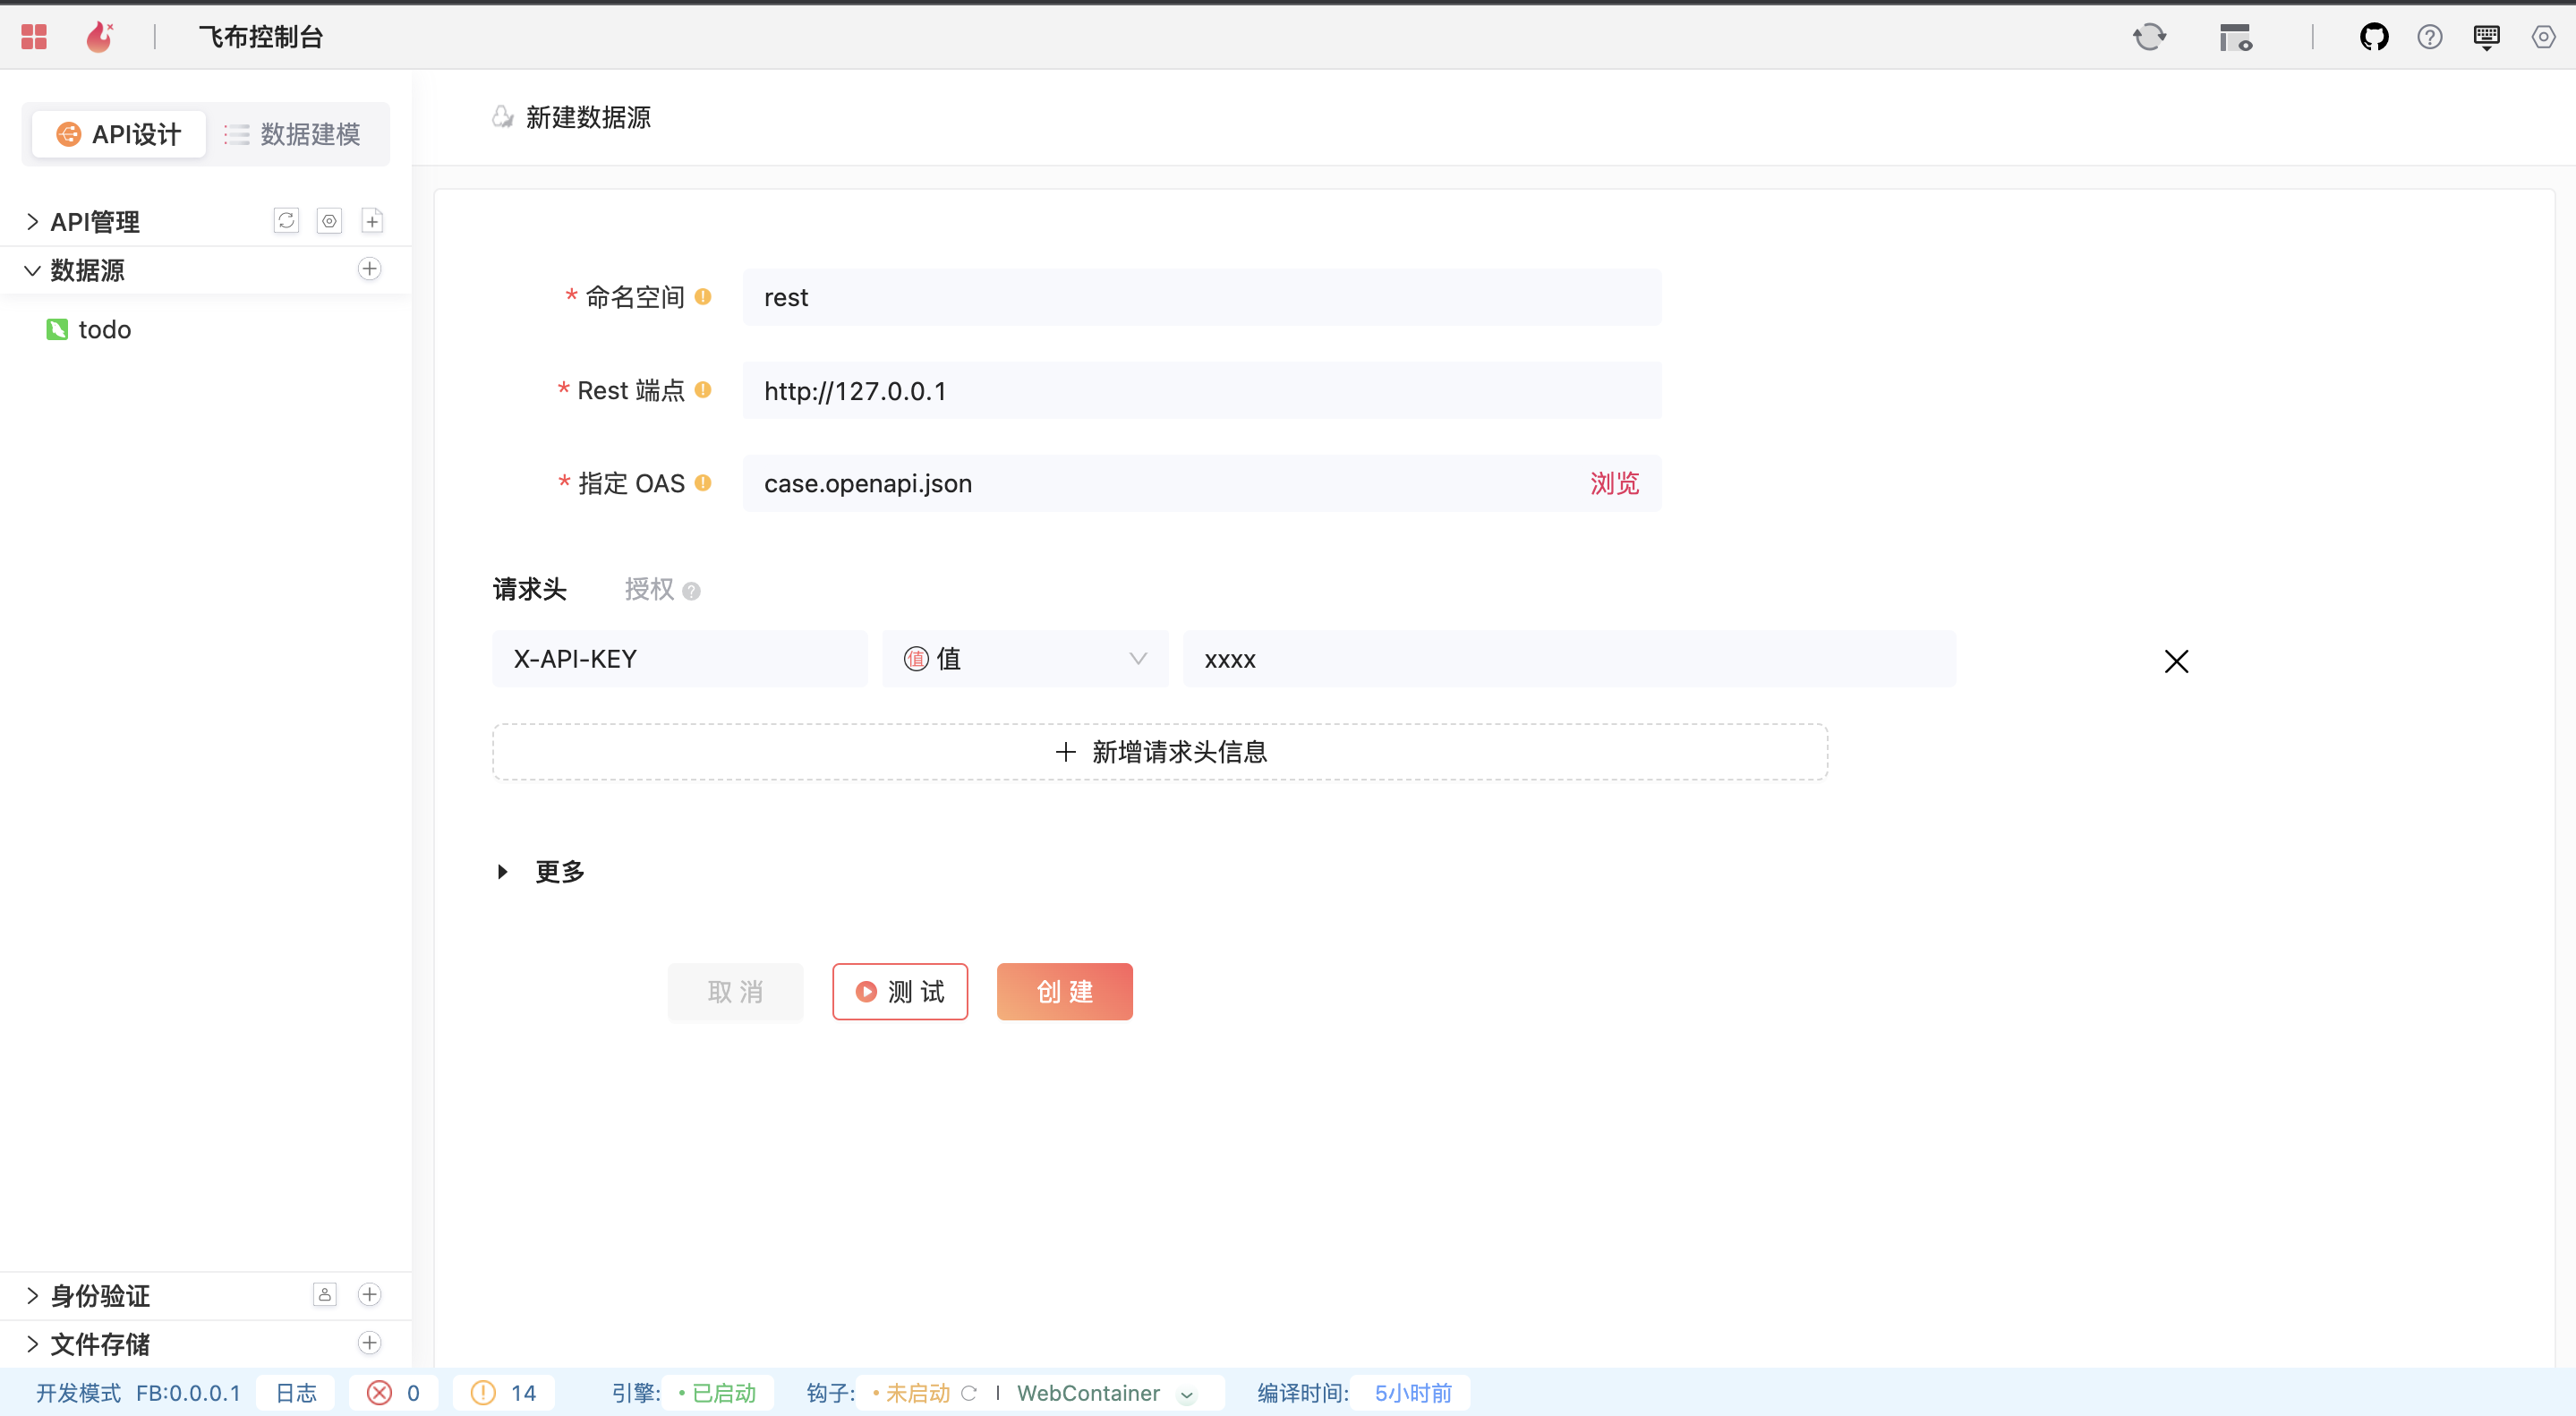 飞布控制台
API设计 数据建模
API管理
数据源
todo
身份验证
文件存储
新建数据源
* 命名空间 rest
* Rest 端点 http://127.0.0.1
* 指定 OAS case.openapi.json 浏览
请求头 授权
X-API-KEY 值 值 xxxx
新增请求头信息
更多
取消 测试 创建
开发模式 FB:0.0.0.1 日志 0 14 引擎: 已启动 钩子: 未启动 WebContainer 编译时间: 5小时前